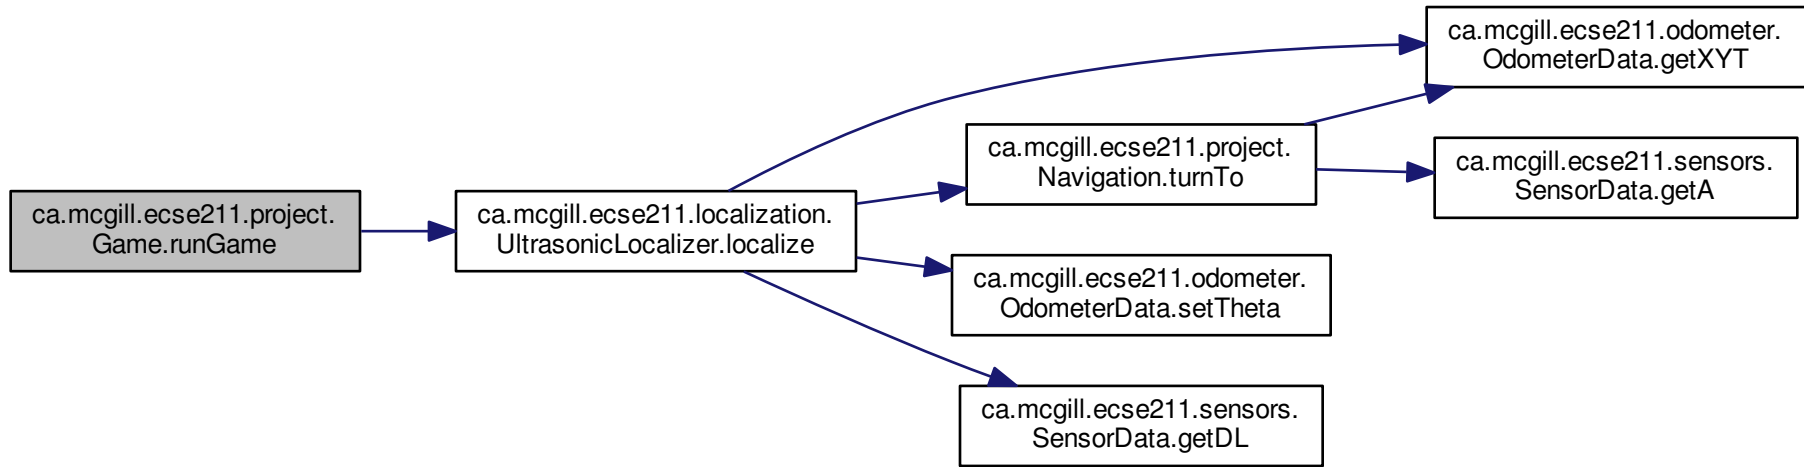 ca.mcgill.ecse211.project.
Game.runGame
ca.mcgill.ecse211.localization.
UltrasonicLocalizer.localize
ca.mcgill.ecse211.odometer.
OdometerData.getXYT
ca.mcgill.ecse211.project.
Navigation.turnTo
ca.mcgill.ecse211.sensors.
SensorData.getA
ca.mcgill.ecse211.odometer.
OdometerData.setTheta
ca.mcgill.ecse211.sensors.
SensorData.getDL